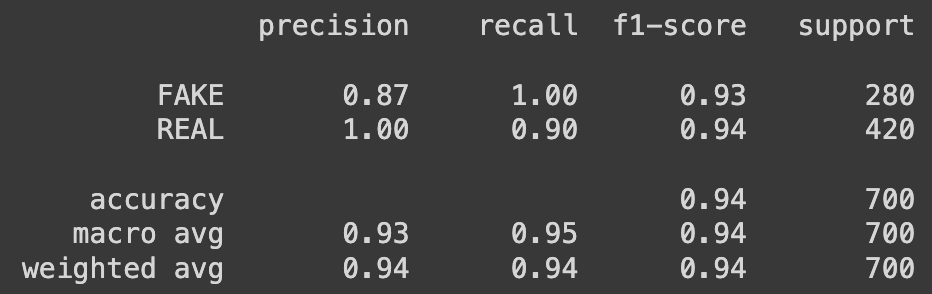 precision recall f1-score support
FAKE 0.87 1.00 0.93 280
REAL 1.00 0.90 0.94 420
accuracy 0.94 700
macro avg 0.93 0.95 0.94 700
weighted avg 0.94 0.94 0.94 700